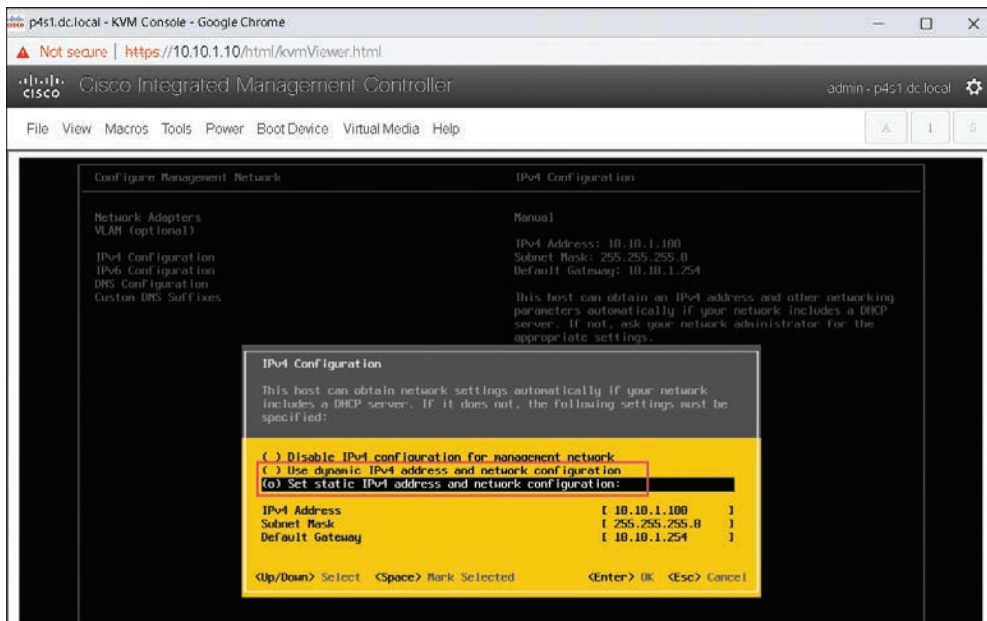 p4s1.dc.local - KVM Console - Google Chrome
Not secure | https://10.10.1.10/html/kvmViewer.html
CISCO Cisco Integrated Management Controller admin - p4s1.dc.local
File View Macros Tools Power Boot Device Virtual Media Help A 1 S
Configure Management Network IPv4 Configuration
Network Adapters Manual
VLAN (optional)
IPv4 Address: 10.10.1.100
IPv4 Configuration Subnet Mask: 255.255.255.0
IPv6 Configuration Default Gateway: 10.10.1.254
DNS Configuration
Custom DNS Suffixes This host can obtain an IPv4 address and other networking
parameters automatically if your network includes a DHCP
server. If not, ask your network administrator for the
appropriate settings.
IPv4 Configuration
This host can obtain network settings automatically if your network
includes a DHCP server. If it does not, the following settings must be
specified:
( ) Disable IPv4 configuration for management network
( ) Use dynamic IPv4 address and network configuration
(o) Set static IPv4 address and network configuration:
IPv4 Address [ 10.10.1.100 ]
Subnet Mask [ 255.255.255.0 ]
Default Gateway [ 10.10.1.254 ]
<Up/Down> Select <Space> Mark Selected <Enter> OK <Esc> Cancel